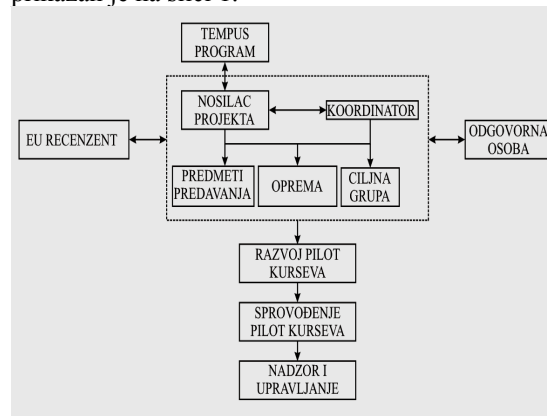 prikazan je na slici 1.
TEMPUS
PROGRAM
NOSILAC
PROJEKTA
KOORDINATOR
EU RECENZENT
ODGOVORNA
OSOBA
PREDMETI
PREDAVANJA
OPREMA
CILJNA
GRUPA
RAZVOJ PILOT
KURSEVA
SPROVOĐENJE
PILOT KURSEVA
NADZOR I
UPRAVLJANJE